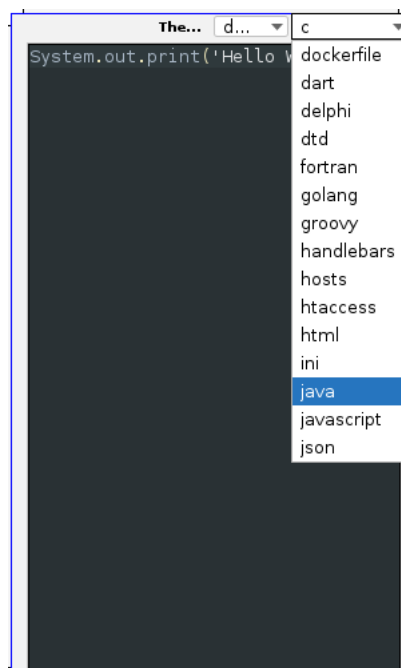 The... d... c
System.out.print('Hello W
dockerfile
dart
delphi
dtd
fortran
golang
groovy
handlebars
hosts
htaccess
html
ini
java
javascript
json